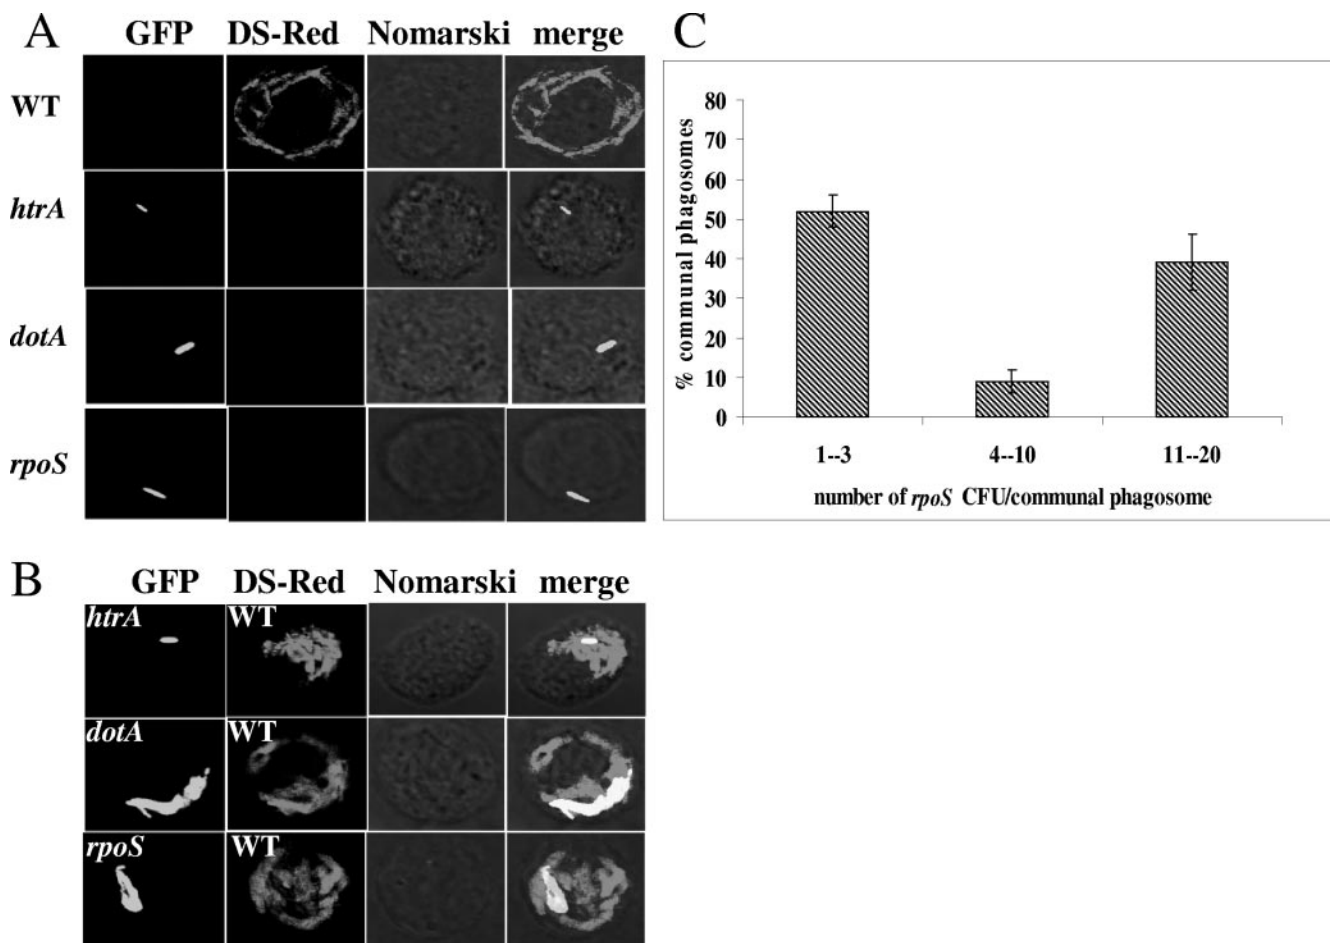 A
GFP DS-Red Nomarski merge
WT
htrA
dotA
rpoS
C
% communal phagosomes
80
70
60
50
40
30
20
10
0
1--3 4--10 11--20
number of rpoS CFU/communal phagosome
B
GFP DS-Red Nomarski merge
htrA WT
dotA WT
rpoS WT